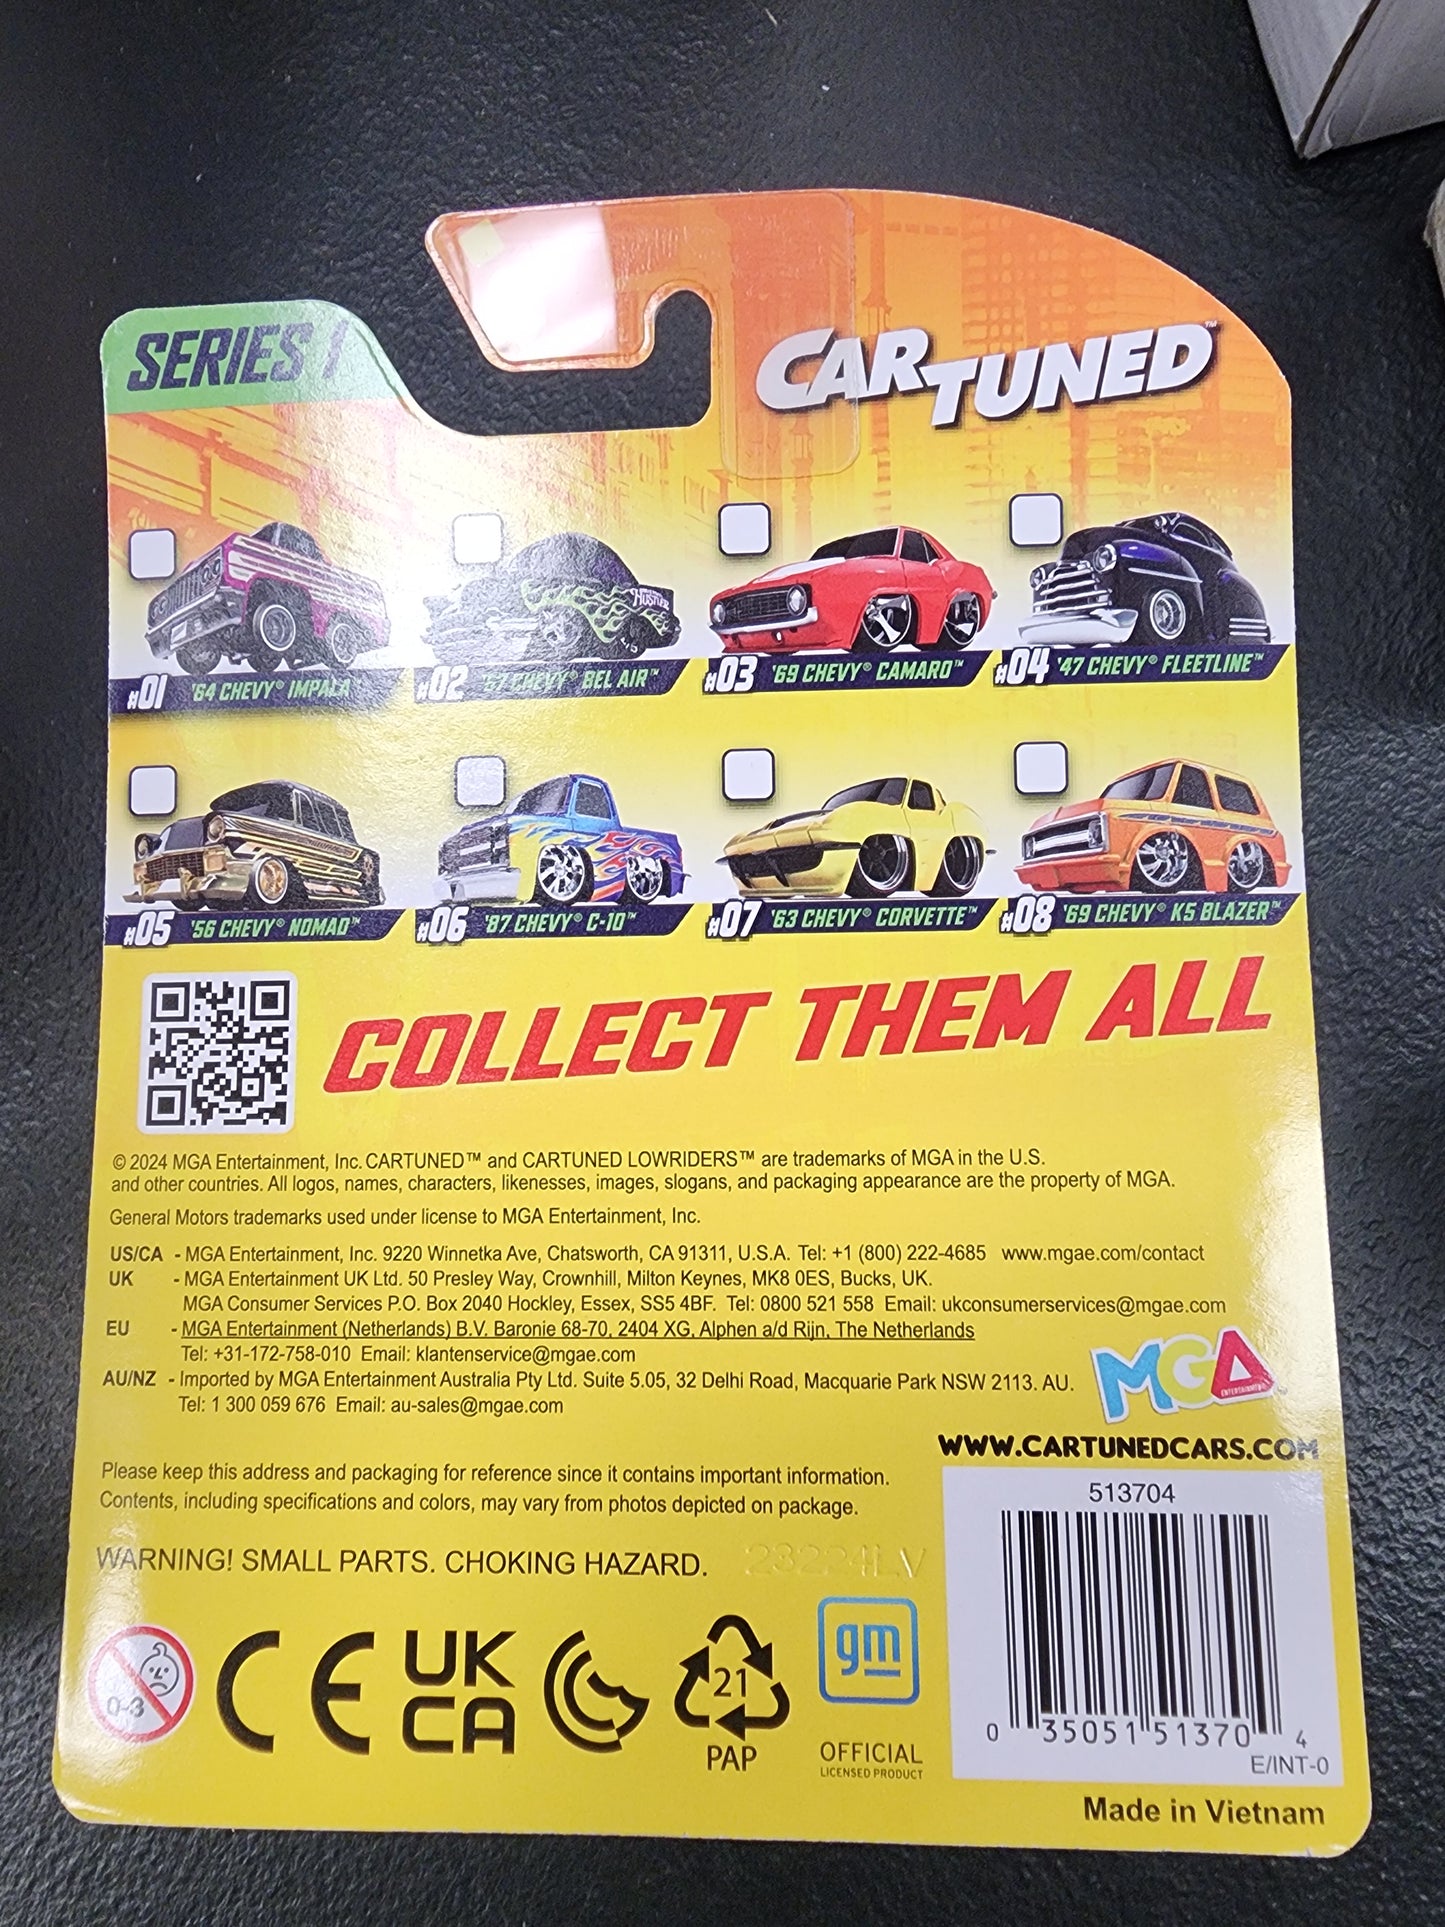 SERIES 1
CARTUNED™
HUSTLER
#01 '64 CHEVY® IMPALA
#02 '57 CHEVY® BEL AIR™
#03 '69 CHEVY® CAMARO™
#04 '47 CHEVY® FLEETLINE™
#05 '56 CHEVY® NOMAD™
#06 '87 CHEVY® C-10™
#07 '63 CHEVY® CORVETTE™
#08 '69 CHEVY® K5 BLAZER™
COLLECT THEM ALL
© 2024 MGA Entertainment, Inc. CARTUNED™ and CARTUNED LOWRIDERS™ are trademarks of MGA in the U.S.
and other countries. All logos, names, characters, likenesses, images, slogans, and packaging appearance are the property of MGA.
General Motors trademarks used under license to MGA Entertainment, Inc.
US/CA - MGA Entertainment, Inc. 9220 Winnetka Ave, Chatsworth, CA 91311, U.S.A. Tel: +1 (800) 222-4685 www.mgae.com/contact
UK - MGA Entertainment UK Ltd. 50 Presley Way, Crownhill, Milton Keynes, MK8 0ES, Bucks, UK.
MGA Consumer Services P.O. Box 2040 Hockley, Essex, SS5 4BF. Tel: 0800 521 558 Email: ukconsumerservices@mgae.com
EU - MGA Entertainment (Netherlands) B.V. Baronie 68-70, 2404 XG, Alphen a/d Rijn, The Netherlands
Tel: +31-172-758-010 Email: klantenservice@mgae.com
AU/NZ - Imported by MGA Entertainment Australia Pty Ltd. Suite 5.05, 32 Delhi Road, Macquarie Park NSW 2113. AU.
Tel: 1 300 059 676 Email: au-sales@mgae.com
MGA
ENTERTAINMENT
WWW.CARTUNEDCARS.COM
Please keep this address and packaging for reference since it contains important information.
Contents, including specifications and colors, may vary from photos depicted on package.
WARNING! SMALL PARTS. CHOKING HAZARD.
23224LV
513704
0 35051 51370 4
E/INT-0
0-3
CE
UK
CA
21
PAP
gm
OFFICIAL
LICENSED PRODUCT
Made in Vietnam